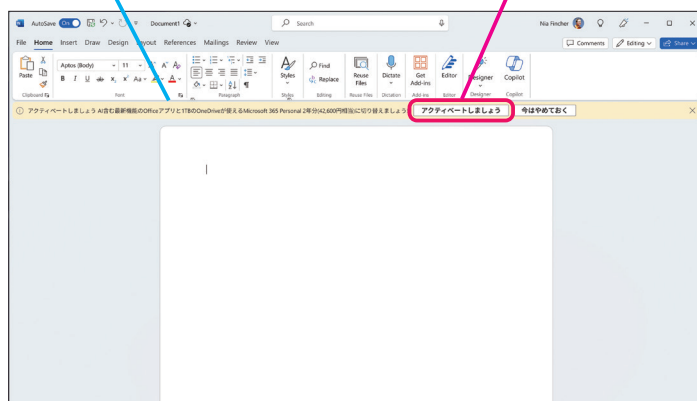 AutoSave On Document1 Search Nia Fincher
File Home Insert Draw Design Layout References Mailings Review View Comments Editing Share
Paste Aptos (Body) 11 Styles Find Replace Reuse Files Dictate Get Add-ins Editor Designer Copilot
B I U ab x₂ x² Aa A
Clipboard Font Paragraph Styles Editing Reuse Files Dictation Add-ins Editor Designer Copilot
アクティベートしましょう AI含む最新機能のOfficeアプリと1TBのOneDriveが使えるMicrosoft 365 Personal 2年分(42,600円相当)に切り替えましょう アクティベートしましょう 今はやめておく